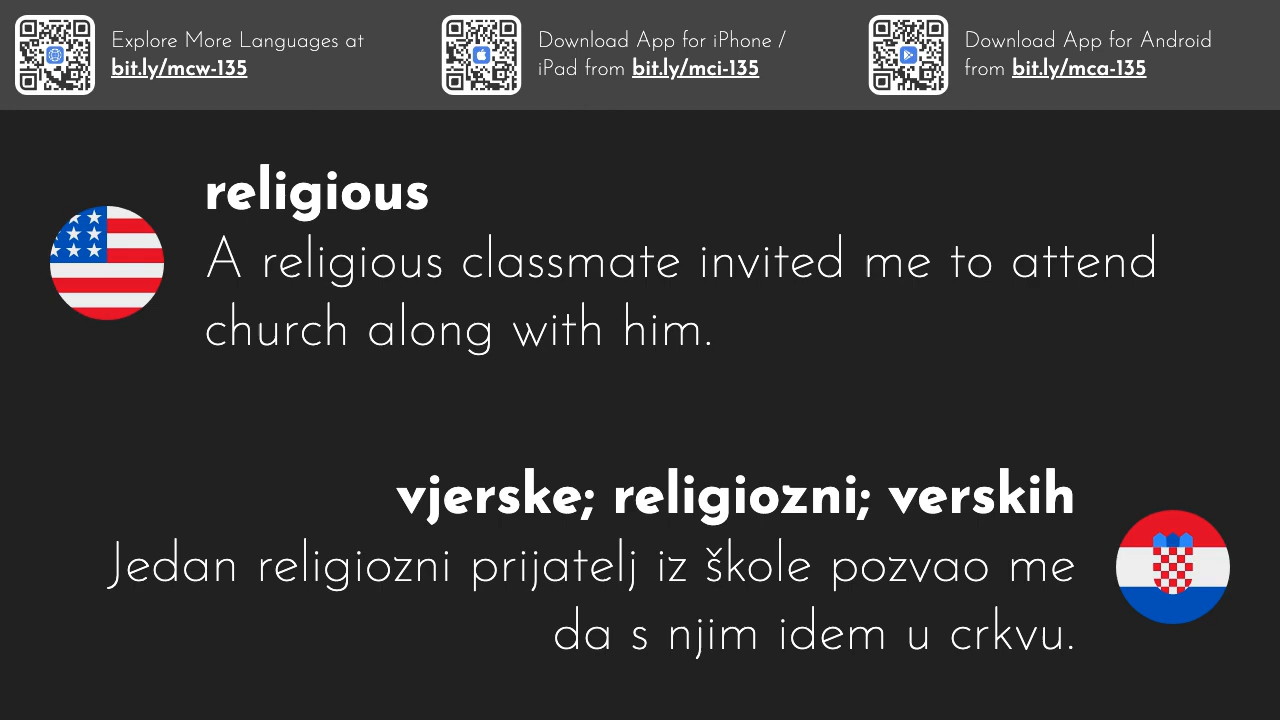 Explore More Languages at
bit.ly/mcw-135
Download App for iPhone /
iPad from bit.ly/mci-135
Download App for Android
from bit.ly/mca-135
religious
A religious classmate invited me to attend
church along with him.
vjerske; religiozni; verskih
Jedan religiozni prijatelj iz škole pozvao me
da s njim idem u crkvu.